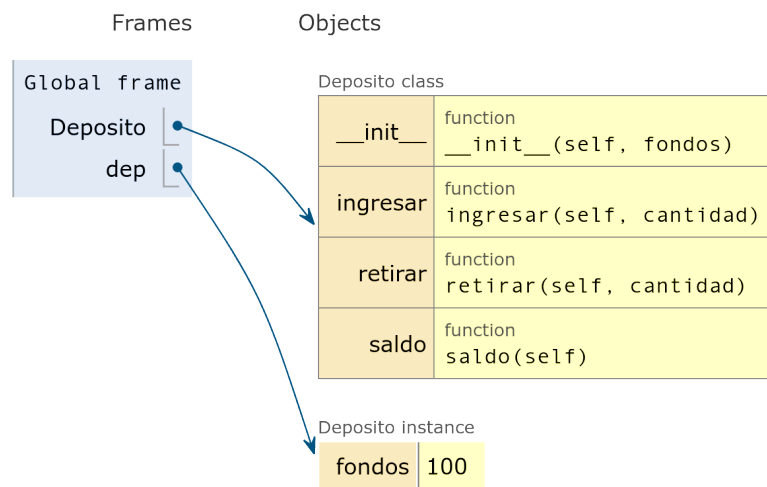 Frames Objects
Global frame
Deposito
dep
Deposito class
__init__ function
__init__(self, fondos)
ingresar function
ingresar(self, cantidad)
retirar function
retirar(self, cantidad)
saldo function
saldo(self)
Deposito instance
fondos 100